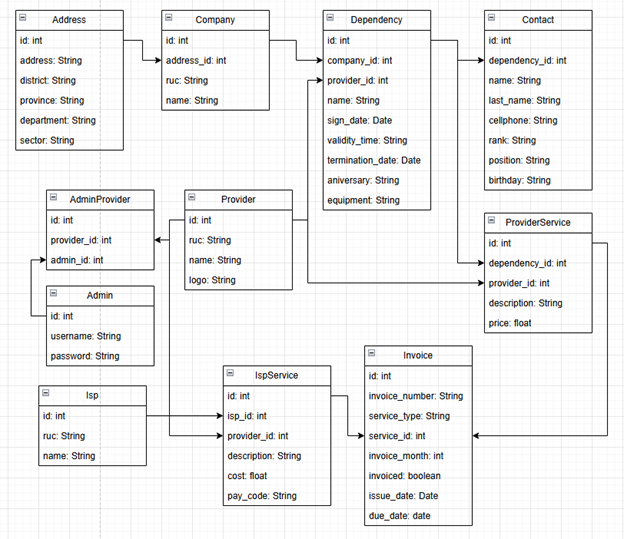 Address
id: int
address: String
district: String
province: String
department: String
sector: String
Company
id: int
address_id: int
ruc: String
name: String
Dependency
id: int
company_id: int
provider_id: int
name: String
sign_date: Date
validity_time: String
termination_date: Date
aniversary: String
equipment: String
Contact
id: int
dependency_id: int
name: String
last_name: String
cellphone: String
rank: String
position: String
birthday: String
AdminProvider
id: int
provider_id: int
admin_id: int
Provider
id: int
ruc: String
name: String
logo: String
ProviderService
id: int
dependency_id: int
provider_id: int
description: String
price: float
Admin
id: int
username: String
password: String
Isp
id: int
ruc: String
name: String
IspService
id: int
isp_id: int
provider_id: int
description: String
cost: float
pay_code: String
Invoice
id: int
invoice_number: String
service_type: String
service_id: int
invoice_month: int
invoiced: boolean
issue_date: Date
due_date: date